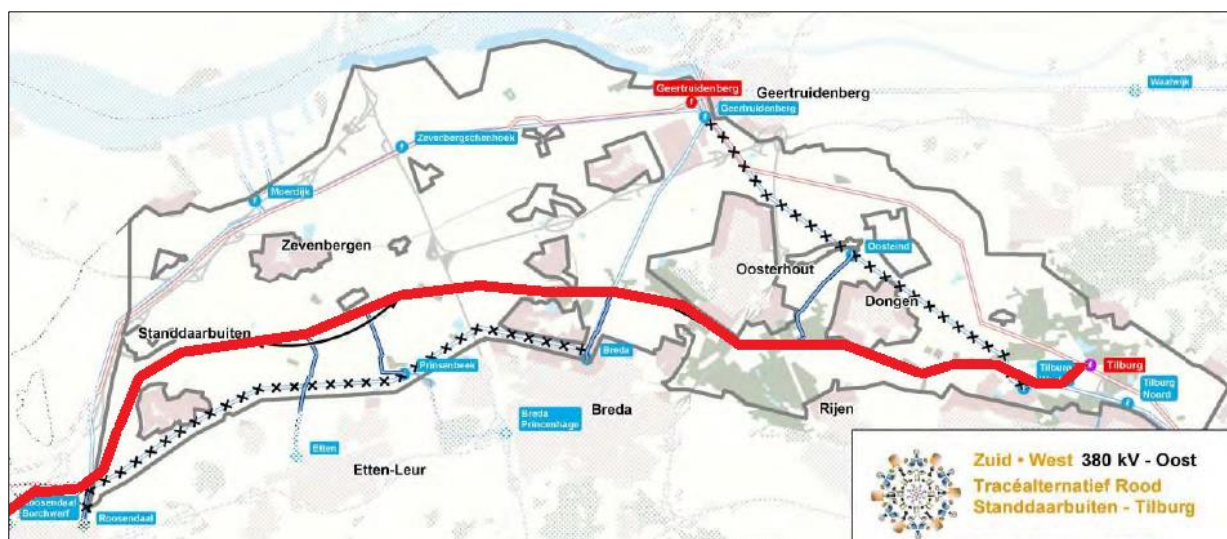 Geertruidenberg
Geertruidenberg
Geertruidenberg
Waalwijk
Zevenbergschenhoek
Moerdijk
Zevenbergen
Oosteind
Oosterhout
Dongen
Standdaarbuiten
Prinsenbeek
Breda
Tilburg
Tilburg
Noord
Etten
Breda
Princenhage
Breda
Rijen
Etten-Leur
Roosendaal
Borchwerf
Roosendaal
Zuid • West 380 kV - Oost
Tracéalternatief Rood
Standdaarbuiten - Tilburg